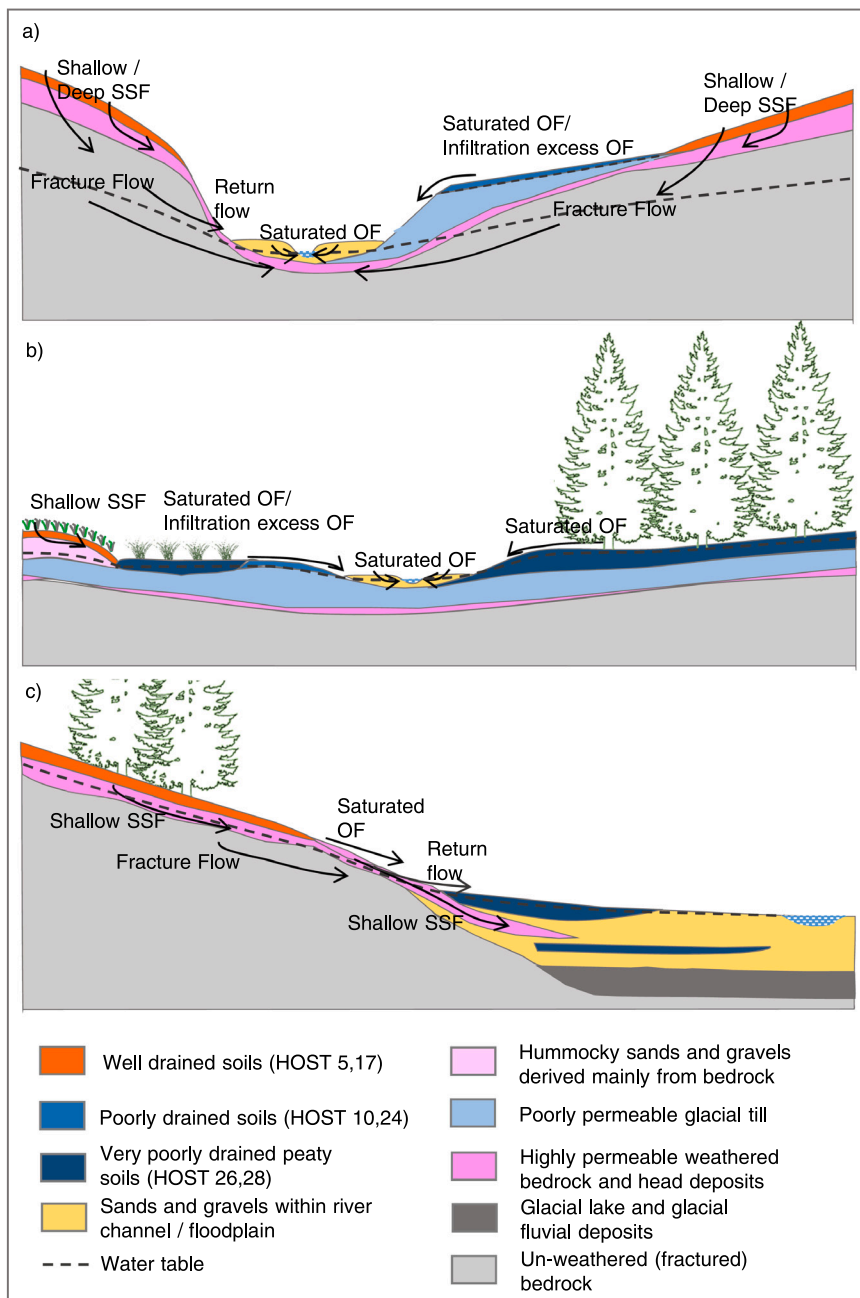 a)
Shallow /
Deep SSF
Shallow /
Deep SSF
Saturated OF/
Infiltration excess OF
Fracture Flow
Return
flow
Saturated OF
Fracture Flow
b)
Shallow SSF
Saturated OF/
Infiltration excess OF
Saturated OF
Saturated OF
c)
Shallow SSF
Saturated
OF
Fracture Flow
Return
flow
Shallow SSF
Well drained soils (HOST 5,17)
Poorly drained soils (HOST 10,24)
Very poorly drained peaty
soils (HOST 26,28)
Sands and gravels within river
channel / floodplain
Water table
Hummocky sands and gravels
derived mainly from bedrock
Poorly permeable glacial till
Highly permeable weathered
bedrock and head deposits
Glacial lake and glacial
fluvial deposits
Un-weathered (fractured)
bedrock